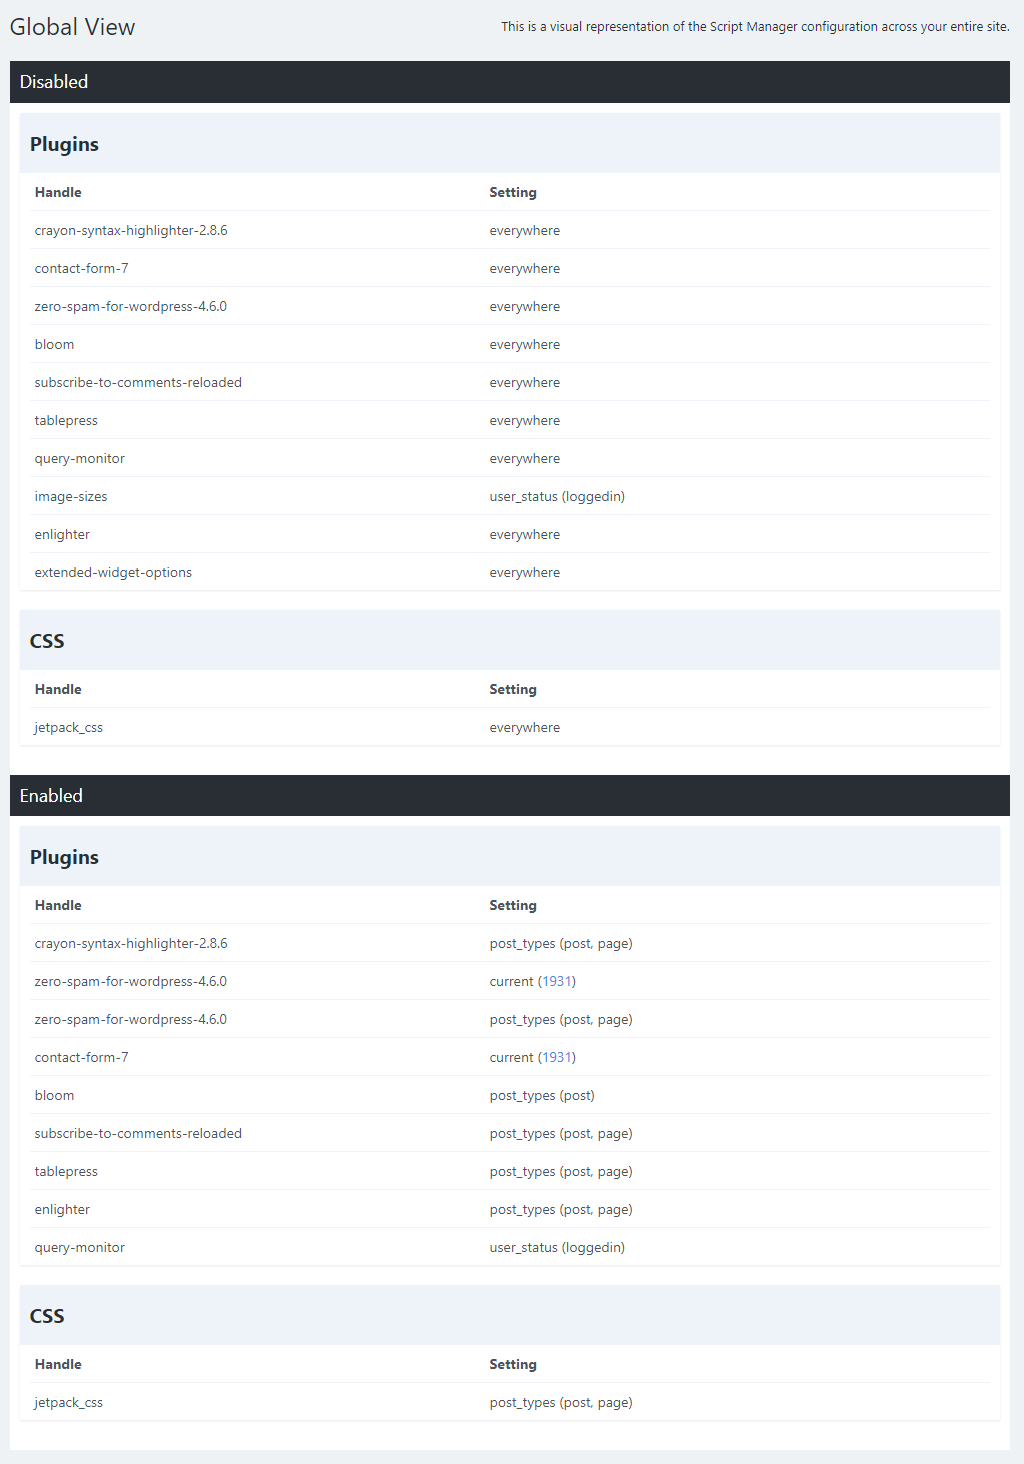 Global View
This is a visual representation of the Script Manager configuration across your entire site.
Disabled
Plugins
Handle Setting
crayon-syntax-highlighter-2.8.6 everywhere
contact-form-7 everywhere
zero-spam-for-wordpress-4.6.0 everywhere
bloom everywhere
subscribe-to-comments-reloaded everywhere
tablepress everywhere
query-monitor everywhere
image-sizes user_status (loggedin)
enlighter everywhere
extended-widget-options everywhere
CSS
Handle Setting
jetpack_css everywhere
Enabled
Plugins
Handle Setting
crayon-syntax-highlighter-2.8.6 post_types (post, page)
zero-spam-for-wordpress-4.6.0 current (1931)
zero-spam-for-wordpress-4.6.0 post_types (post, page)
contact-form-7 current (1931)
bloom post_types (post)
subscribe-to-comments-reloaded post_types (post, page)
tablepress post_types (post, page)
enlighter post_types (post, page)
query-monitor user_status (loggedin)
CSS
Handle Setting
jetpack_css post_types (post, page)